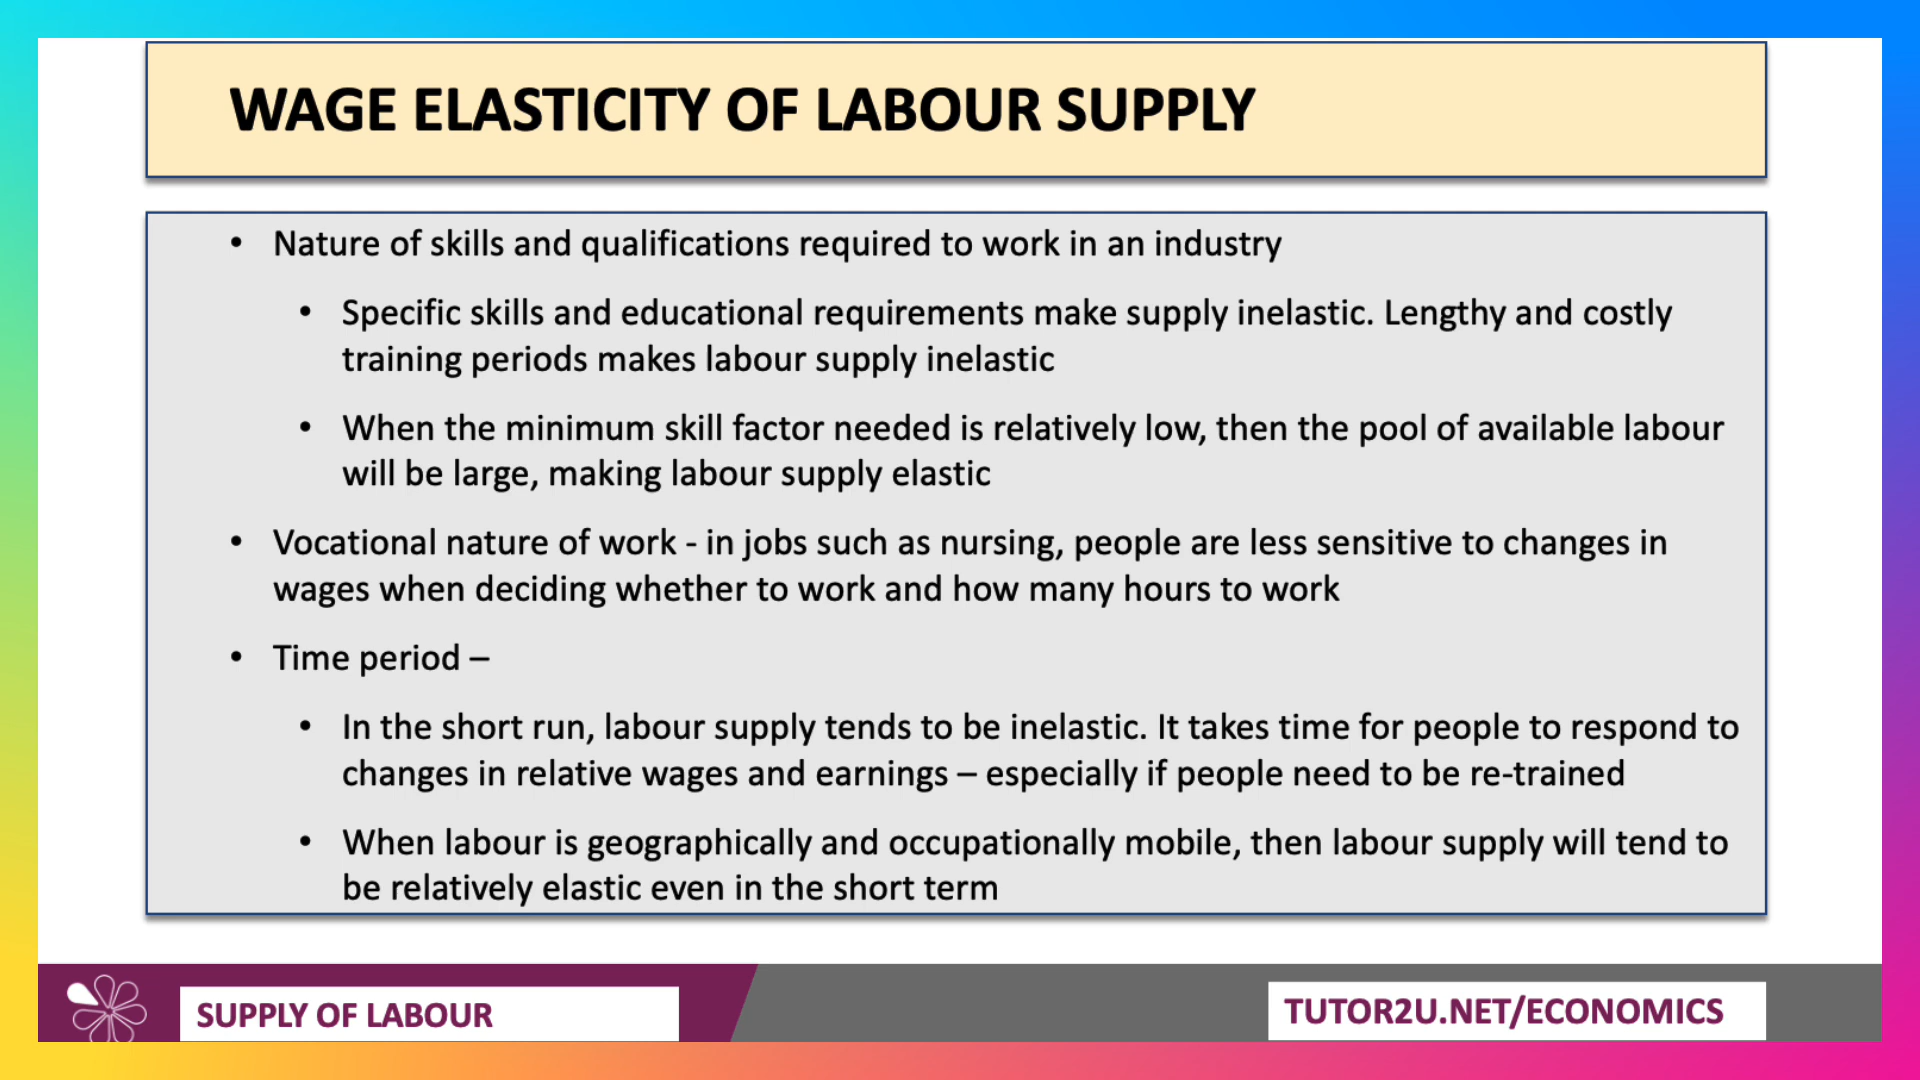 WAGE ELASTICITY OF LABOUR SUPPLY
• Nature of skills and qualifications required to work in an industry
• Specific skills and educational requirements make supply inelastic. Lengthy and costly
training periods makes labour supply inelastic
• When the minimum skill factor needed is relatively low, then the pool of available labour
will be large, making labour supply elastic
• Vocational nature of work - in jobs such as nursing, people are less sensitive to changes in
wages when deciding whether to work and how many hours to work
• Time period –
• In the short run, labour supply tends to be inelastic. It takes time for people to respond to
changes in relative wages and earnings – especially if people need to be re-trained
• When labour is geographically and occupationally mobile, then labour supply will tend to
be relatively elastic even in the short term
SUPPLY OF LABOUR
TUTOR2U.NET/ECONOMICS